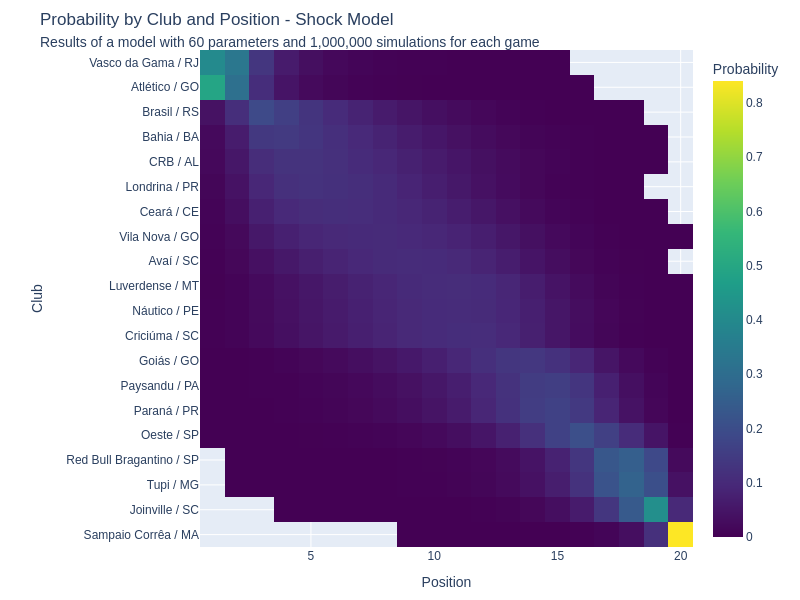 Probability by Club and Position - Shock Model
Results of a model with 60 parameters and 1,000,000 simulations for each game
Probability
Vasco da Gama / RJ
Atlético / GO
Brasil / RS
Bahia / BA
CRB / AL
Londrina / PR
Ceará / CE
Vila Nova / GO
Avaí / SC
Luverdense / MT
Náutico / PE
Criciúma / SC
Goiás / GO
Paysandu / PA
Paraná / PR
Oeste / SP
Red Bull Bragantino / SP
Tupi / MG
Joinville / SC
Sampaio Corrêa / MA
Club
5
10
15
20
Position
0.8
0.7
0.6
0.5
0.4
0.3
0.2
0.1
0